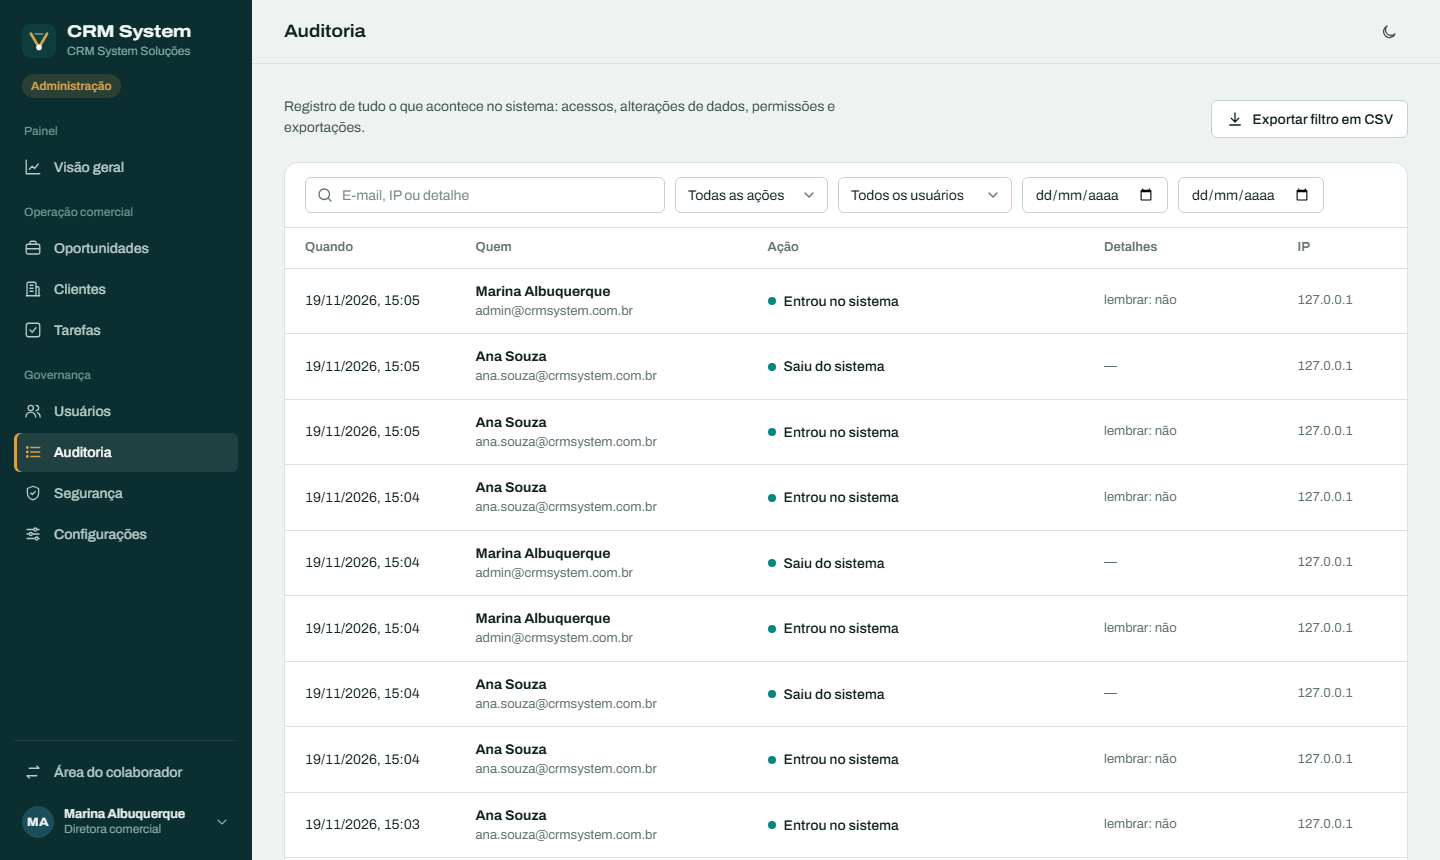 CRM System
CRM System Soluções
Administração
Painel
Visão geral
Operação comercial
Oportunidades
Clientes
Tarefas
Governança
Usuários
Auditoria
Segurança
Configurações
Área do colaborador
MA
Marina Albuquerque
Diretora comercial
Auditoria
Registro de tudo o que acontece no sistema: acessos, alterações de dados, permissões e
exportações.
Exportar filtro em CSV
E-mail, IP ou detalhe
Todas as ações
Todos os usuários
dd/mm/aaaa
dd/mm/aaaa
Quando Quem Ação Detalhes IP
19/11/2026, 15:05 Marina Albuquerque Entrou no sistema lembrar: não 127.0.0.1
admin@crmsystem.com.br
19/11/2026, 15:05 Ana Souza Saiu do sistema — 127.0.0.1
ana.souza@crmsystem.com.br
19/11/2026, 15:05 Ana Souza Entrou no sistema lembrar: não 127.0.0.1
ana.souza@crmsystem.com.br
19/11/2026, 15:04 Ana Souza Entrou no sistema lembrar: não 127.0.0.1
ana.souza@crmsystem.com.br
19/11/2026, 15:04 Marina Albuquerque Saiu do sistema — 127.0.0.1
admin@crmsystem.com.br
19/11/2026, 15:04 Marina Albuquerque Entrou no sistema lembrar: não 127.0.0.1
admin@crmsystem.com.br
19/11/2026, 15:04 Ana Souza Saiu do sistema — 127.0.0.1
ana.souza@crmsystem.com.br
19/11/2026, 15:04 Ana Souza Entrou no sistema lembrar: não 127.0.0.1
ana.souza@crmsystem.com.br
19/11/2026, 15:03 Ana Souza Entrou no sistema lembrar: não 127.0.0.1
ana.souza@crmsystem.com.br